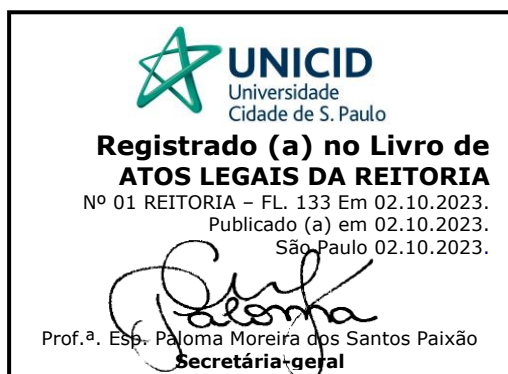 UNICID
Universidade
Cidade de S. Paulo
Registrado (a) no Livro de
ATOS LEGAIS DA REITORIA
Nº 01 REITORIA – FL. 133 Em 02.10.2023.
Publicado (a) em 02.10.2023.
São Paulo 02.10.2023.
Paloma
Prof.ª. Esp. Paloma Moreira dos Santos Paixão
Secretária-geral